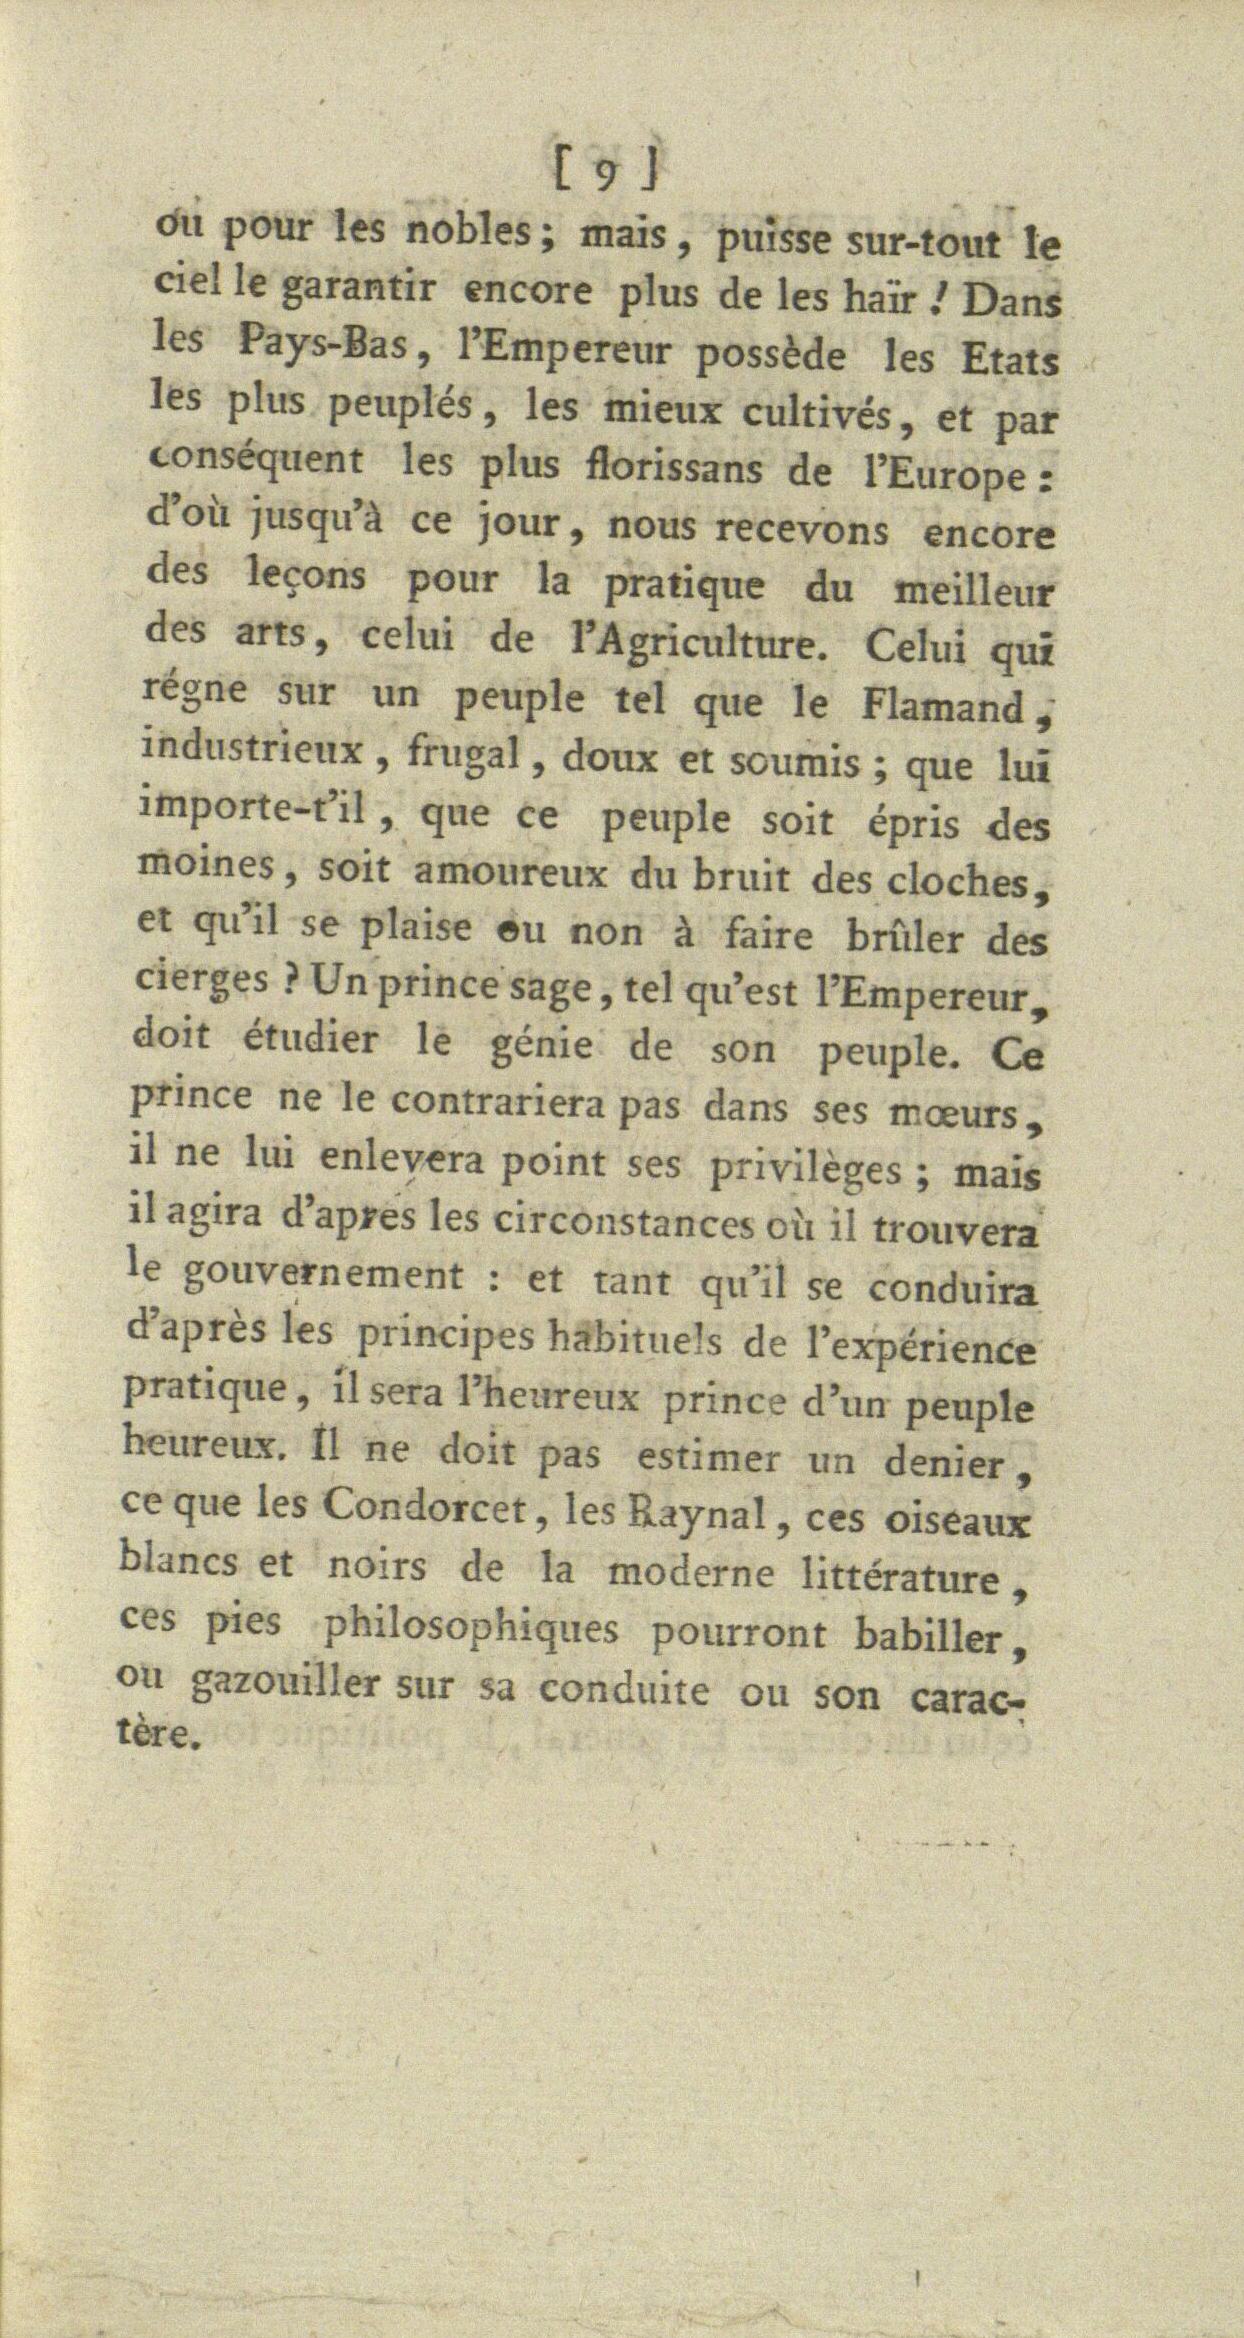 [ 9 ]
ou pour les nobles ; mais , puisse sur-tout le
ciel le garantir encore plus de les haïr ! Dans
les Pays-Bas , l'Empereur possède les Etats
les plus peuplés , les mieux cultivés , et par
conséquent les plus florissans de l'Europe :
d'où jusqu'à ce jour , nous recevons encore
des leçons pour la pratique du meilleur
des arts , celui de l'Agriculture. Celui qui
régne sur un peuple tel que le Flamand ,
industrieux , frugal , doux et soumis ; que lui
importe-t'il , que ce peuple soit épris des
moines , soit amoureux du bruit des cloches ,
et qu'il se plaise ou non à faire brûler des
cierges ? Un prince sage , tel qu'est l'Empereur ,
doit étudier le génie de son peuple. Ce
prince ne le contrariera pas dans ses mœurs ,
il ne lui enlevera point ses privilèges ; mais
il agira d'aprés les circonstances où il trouvera
le gouvernement : et tant qu'il se conduira
d'après les principes habituels de l'expérience
pratique , il sera l'heureux prince d'un peuple
heureux. Il ne doit pas estimer un denier ,
ce que les Condorcet , les Raynal , ces oiseaux
blancs et noirs de la moderne littérature ,
ces pies philosophiques pourront babiller ,
ou gazouiller sur sa conduite ou son carac-
tère.